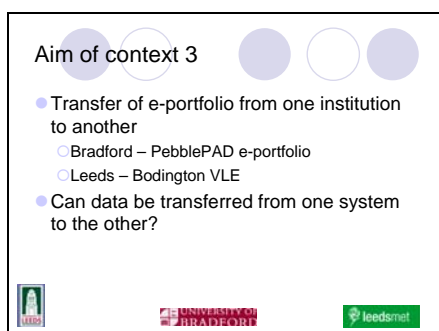 Aim of context 3
Transfer of e-portfolio from one institution
to another
Bradford – PebblePAD e-portfolio
Leeds – Bodington VLE
Can data be transferred from one system
to the other?
LEEDS
UNIVERSITY OF
BRADFORD
leedsmet